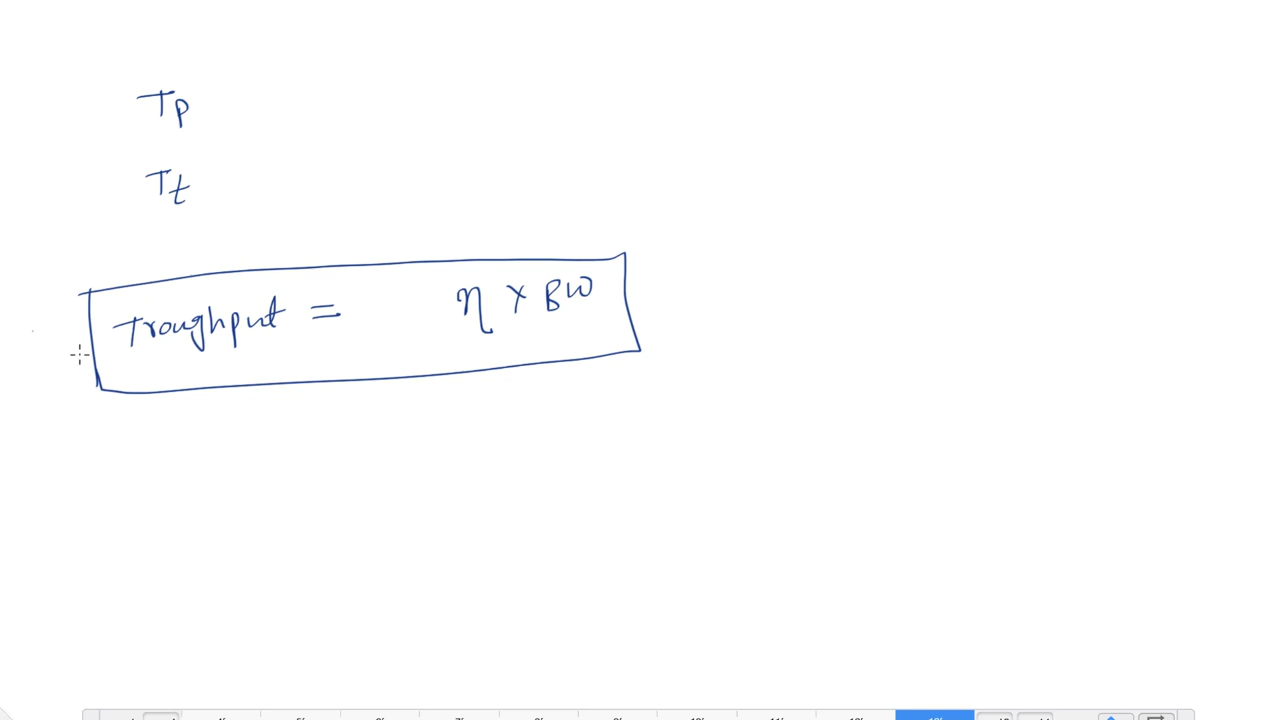 Tp
Tt
Troughput = η × BW